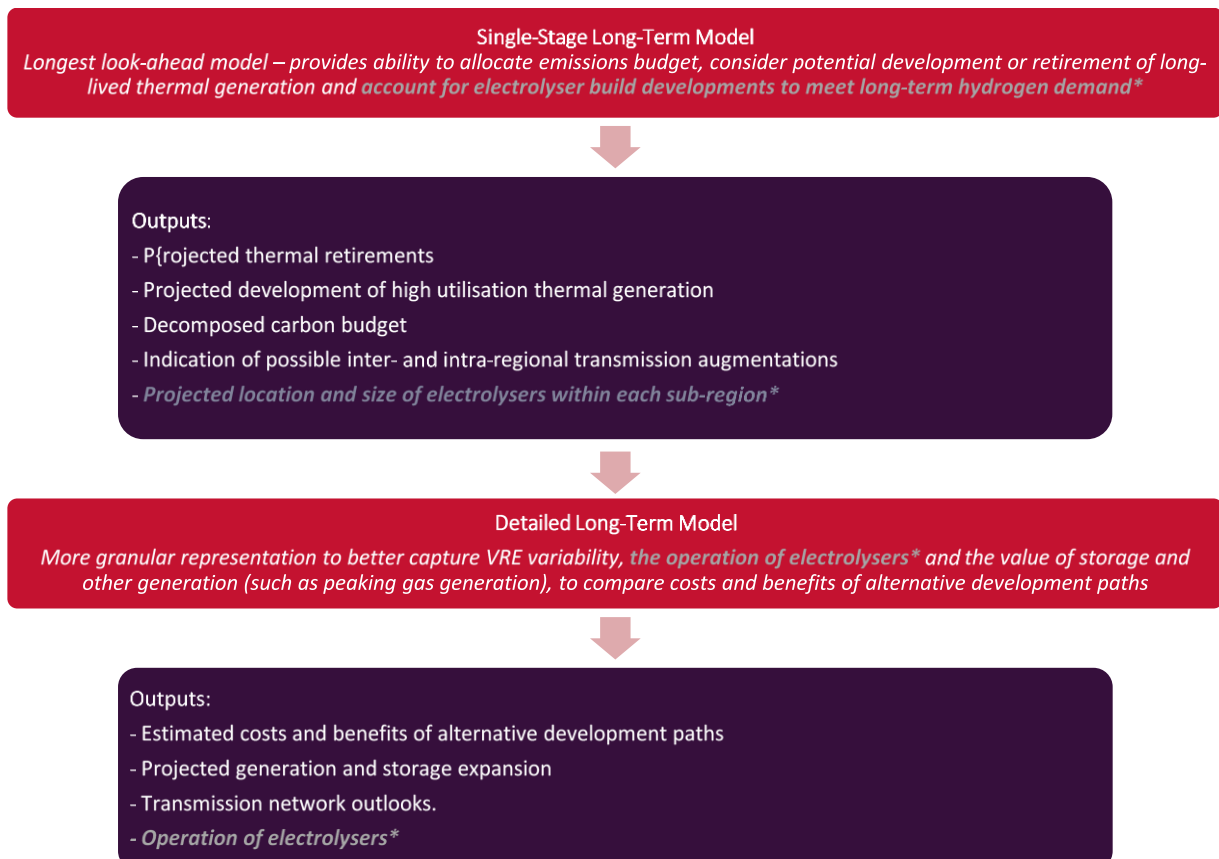 Single-Stage Long-Term Model
Longest look-ahead model – provides ability to allocate emissions budget, consider potential development or retirement of long-
lived thermal generation and account for electrolyser build developments to meet long-term hydrogen demand*
Outputs:
- P{rojected thermal retirements
- Projected development of high utilisation thermal generation
- Decomposed carbon budget
- Indication of possible inter- and intra-regional transmission augmentations
- Projected location and size of electrolysers within each sub-region*
Detailed Long-Term Model
More granular representation to better capture VRE variability, the operation of electrolysers* and the value of storage and
other generation (such as peaking gas generation), to compare costs and benefits of alternative development paths
Outputs:
- Estimated costs and benefits of alternative development paths
- Projected generation and storage expansion
- Transmission network outlooks.
- Operation of electrolysers*